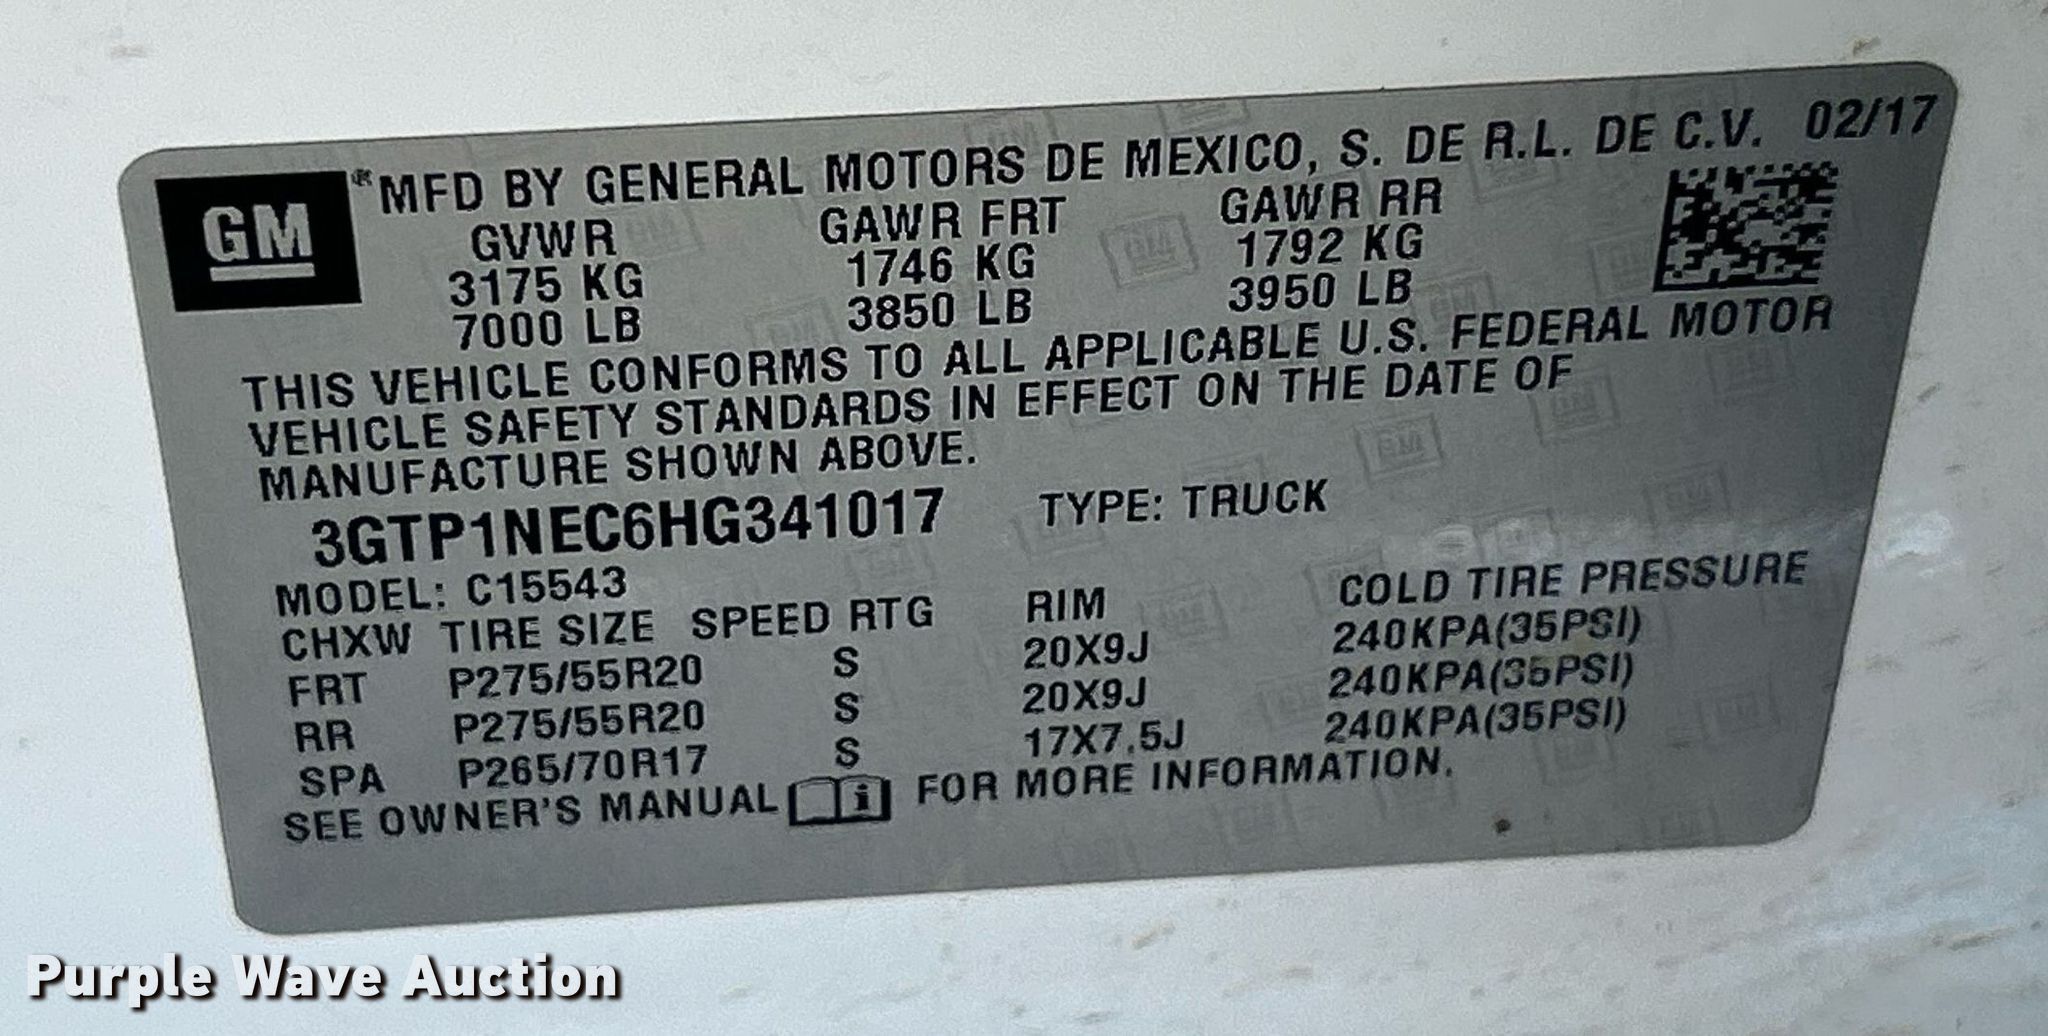 GM ® MFD BY GENERAL MOTORS DE MEXICO, S. DE R.L. DE C.V. 02/17
GVWR GAWR FRT GAWR RR
3175 KG 1746 KG 1792 KG
7000 LB 3850 LB 3950 LB
THIS VEHICLE CONFORMS TO ALL APPLICABLE U.S. FEDERAL MOTOR
VEHICLE SAFETY STANDARDS IN EFFECT ON THE DATE OF
MANUFACTURE SHOWN ABOVE.
3GTP1NEC6HG341017 TYPE: TRUCK
MODEL: C15543
CHXW TIRE SIZE SPEED RTG RIM COLD TIRE PRESSURE
FRT P275/55R20 S 20X9J 240KPA(35PSI)
RR P275/55R20 S 20X9J 240KPA(35PSI)
SPA P265/70R17 S 17X7.5J 240KPA(35PSI)
SEE OWNER'S MANUAL i FOR MORE INFORMATION.
Purple Wave Auction